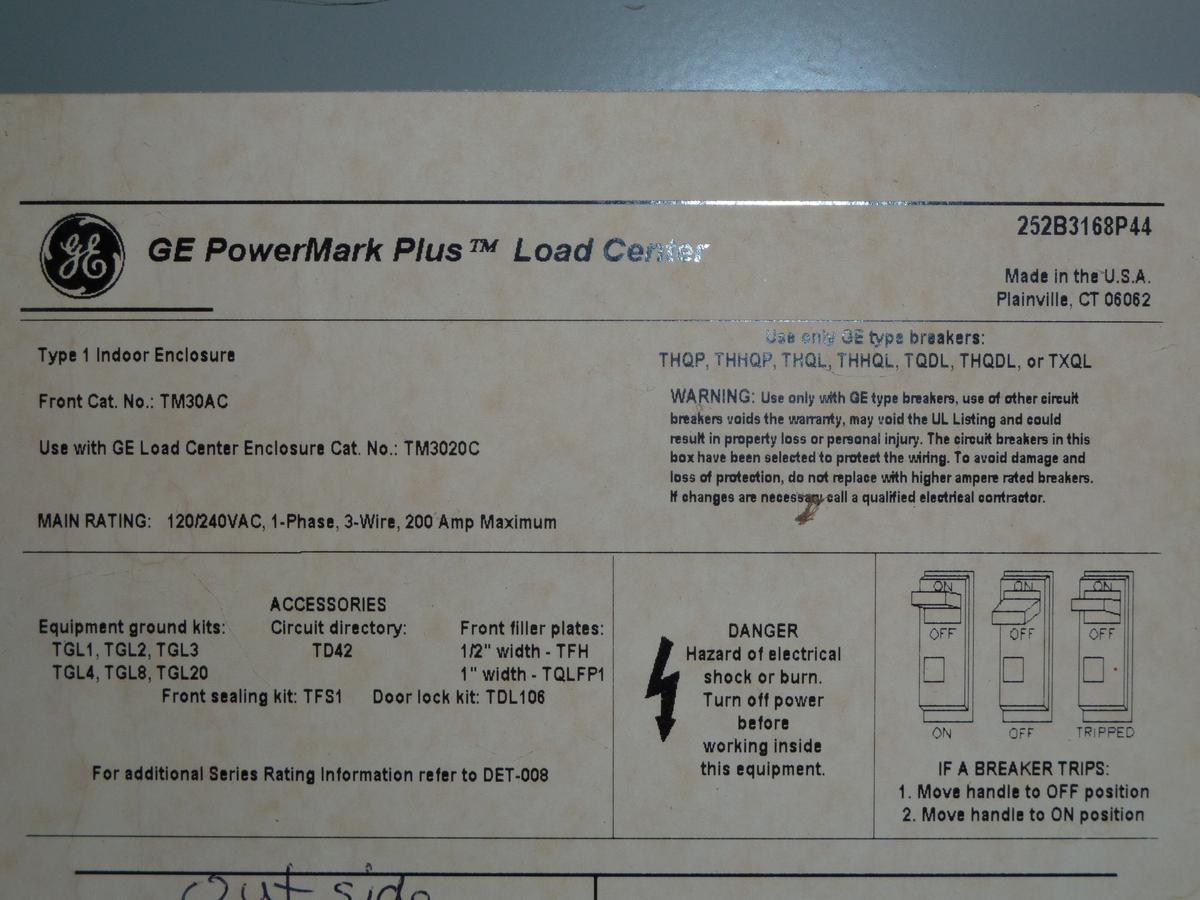 252B3168P44
GE GE PowerMark Plus™ Load Center
Made in the U.S.A.
Plainville, CT 06062
Type 1 Indoor Enclosure
Front Cat. No.: TM30AC
Use with GE Load Center Enclosure Cat. No.: TM3020C
MAIN RATING: 120/240VAC, 1-Phase, 3-Wire, 200 Amp Maximum
Use only GE type breakers:
THQP, THHQP, THQL, THHQL, TQDL, THQDL, or TXQL
WARNING: Use only with GE type breakers, use of other circuit
breakers voids the warranty, may void the UL Listing and could
result in property loss or personal injury. The circuit breakers in this
box have been selected to protect the wiring. To avoid damage and
loss of protection, do not replace with higher ampere rated breakers.
If changes are necessary call a qualified electrical contractor.
ACCESSORIES
Equipment ground kits: Circuit directory: Front filler plates:
TGL1, TGL2, TGL3 TD42 1/2" width - TFH
TGL4, TGL8, TGL20 1" width - TQLFP1
Front sealing kit: TFS1 Door lock kit: TDL106
For additional Series Rating Information refer to DET-008
DANGER
Hazard of electrical
shock or burn.
Turn off power
before
working inside
this equipment.
ON ON ON
OFF OFF OFF
ON OFF TRIPPED
IF A BREAKER TRIPS:
1. Move handle to OFF position
2. Move handle to ON position
Out side